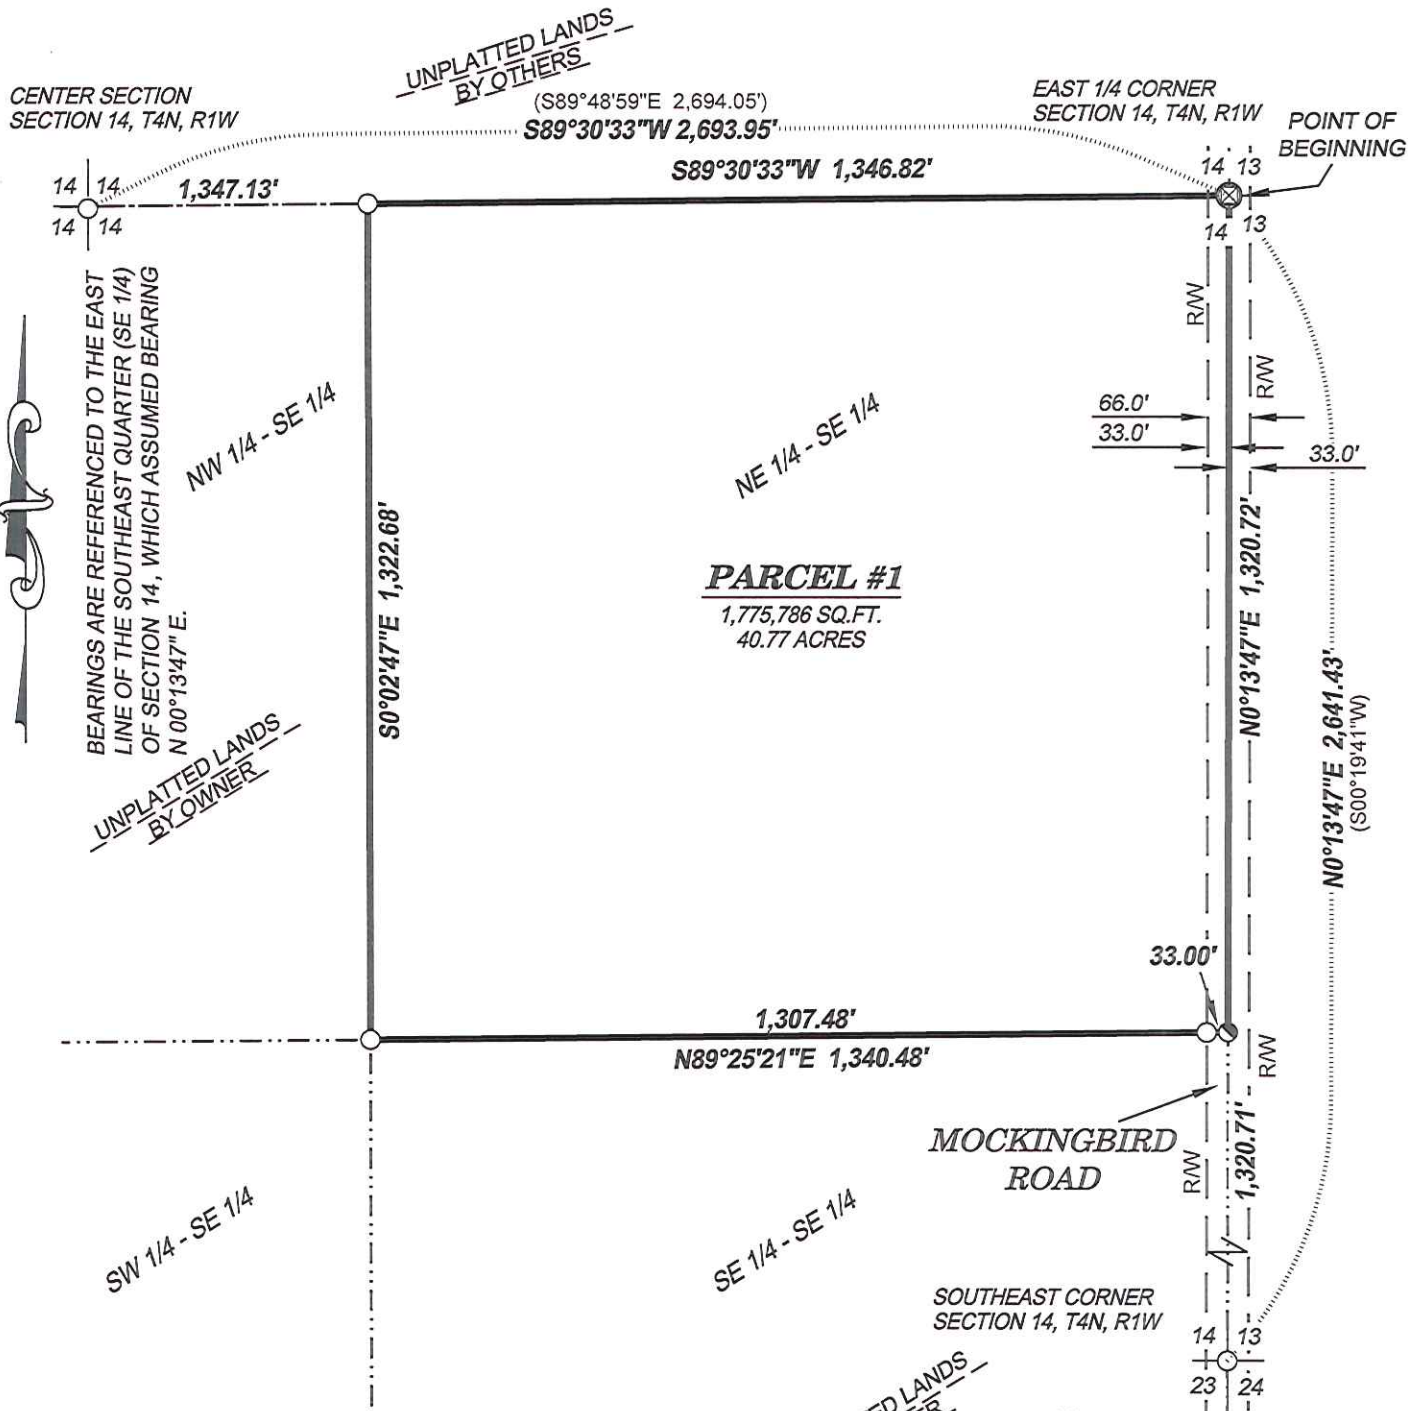 UNPLATTED LANDS
BY OTHERS
CENTER SECTION
SECTION 14, T4N, R1W
(S89°48'59"E 2,694.05')
S89°30'33"W 2,693.95'
EAST 1/4 CORNER
SECTION 14, T4N, R1W
POINT OF
BEGINNING
14 14
14 14
1,347.13'
S89°30'33"W 1,346.82'
14 13
14 13
BEARINGS ARE REFERENCED TO THE EAST
LINE OF THE SOUTHEAST QUARTER (SE 1/4)
OF SECTION 14, WHICH ASSUMED BEARING
N 00°13'47" E.
R/W
R/W
NW 1/4 - SE 1/4
NE 1/4 - SE 1/4
66.0'
33.0'
33.0'
S0°02'47"E 1,322.68'
PARCEL #1
1,775,786 SQ.FT.
40.77 ACRES
N0°13'47"E 1,320.72'
N0°13'47"E 2,641.43'
(S00°19'41"W)
UNPLATTED LANDS
BY OWNER
33.00'
1,307.48'
N89°25'21"E 1,340.48'
R/W
MOCKINGBIRD
ROAD
R/W
1,320.71'
SW 1/4 - SE 1/4
SE 1/4 - SE 1/4
SOUTHEAST CORNER
SECTION 14, T4N, R1W
14 13
23 24
LANDS